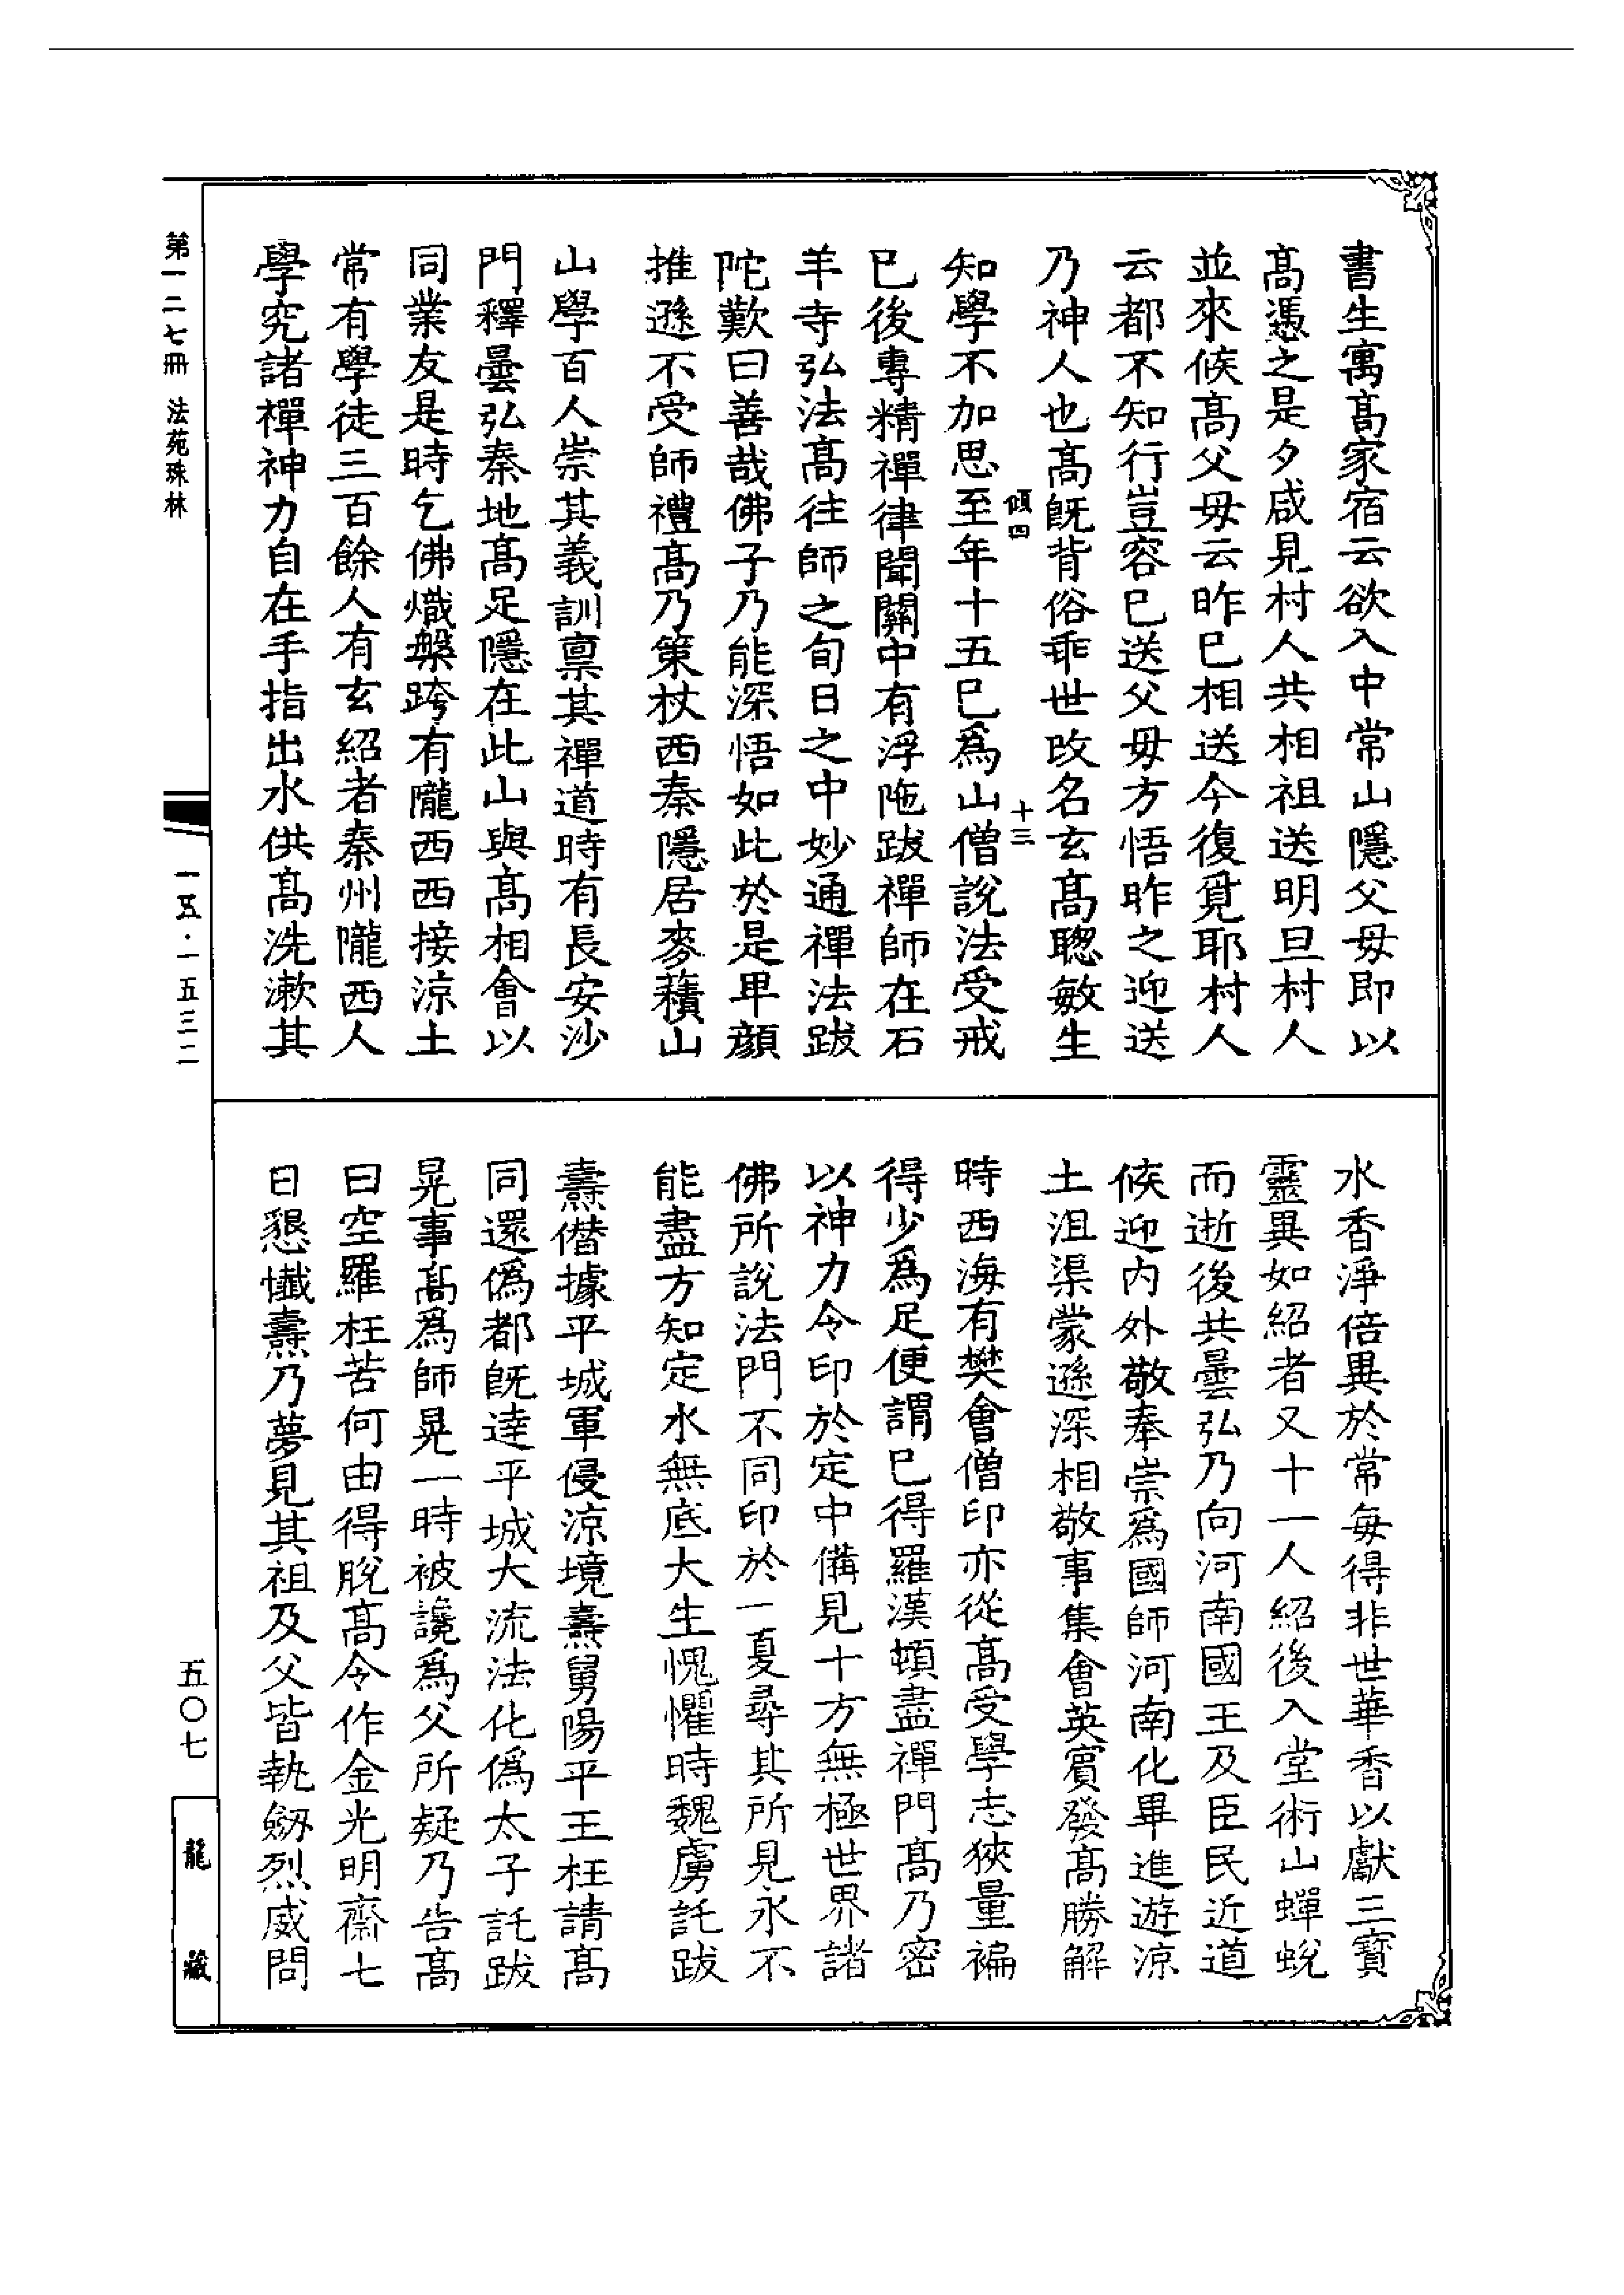 書生寓髙家宿云欲入中常山隱父毋即以
髙憑之是夕咸見村人共相祖送明旦村人
並來候髙父毋云昨巳相送今復覓耶村人
云都不知行豈容巳送父毋方悟昨之迎送
乃神人也髙旣背俗乖世改名玄髙聰敏生
傾四
十三
知學不加思至年十五巳爲山僧說法受戒
巳後專精禪律聞關中有浮陁跋禪師在石
羊寺弘法髙往師之旬日之中妙通禪法跋
陀歎曰善哉佛子乃能深悟如此於是卑顔
推遜不受師禮髙乃策杖西秦隱居麥積山
山學百人崇其義訓禀其禪道時有長安沙
門釋曇弘秦地髙足隱在此山與髙相會以
同業友是時乞佛熾槃跨有隴西西接涼土
常有學徒三百餘人有玄紹者秦州隴西人
學究諸禪神力自在手指出水供髙洗漱其
水香淨倍異於常每得非世華香以獻三寳
靈異如紹者又十一人紹後入堂術山蟬蛻
而逝後共曇弘乃向河南國王及臣民近道
候迎内外敬奉崇爲國師河南化畢進遊涼
土沮渠蒙遜深相敬事集會英賓發髙勝解
時西海有樊會僧印亦從髙受學志狹量褊
得少爲足便謂巳得羅漢頓盡禪門髙乃密
以神力令印於定中備見十方無極世界諸
佛所說法門不同印於一夏尋其所見永不
能盡方知定水無底大生愧懼時魏虜託跋
燾僣據平城軍侵涼境燾舅陽平王杜請髙
同還僞都旣達平城大流法化僞太子託跋
晃事髙爲師晃一時被讒爲父所疑乃告髙
曰空羅枉苦何由得脫髙令作金光明齋七
日懇懺燾乃夢見其祖及父皆執劒烈威問
第一二七冊 法苑珠林
一五·一五三二
五〇七
龍藏